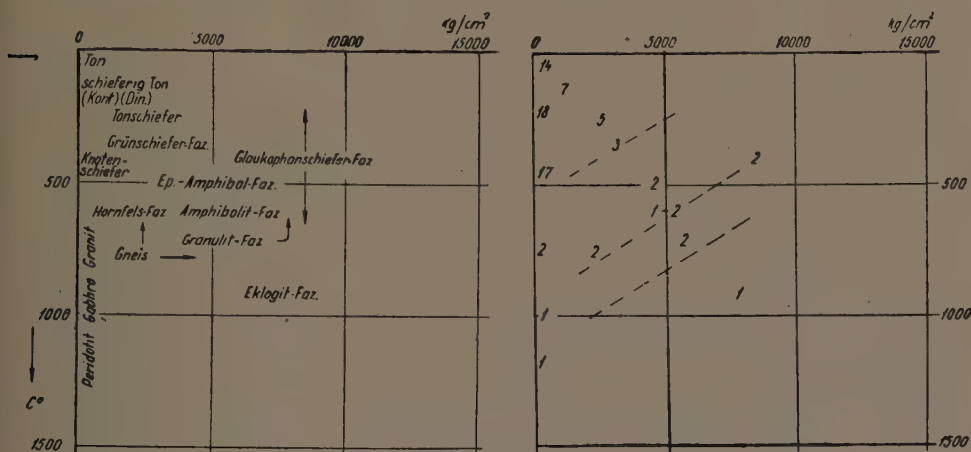 kg/cm²
0 5000 10000 15000
Ton
schieferig Ton
(Kont)(Din.)
Tonschiefer
Grünschiefer-Faz.
Knoten-
schiefer
Glaukophanschiefer-Faz
500
Ep.-Amphibol-Faz.
Hornfels-Faz Amphibolit-Faz
Granulit-Faz
Gneis
Eklogit-Faz.
Peridotit Gabbro Granit
1000
C°
1500
kg/cm²
0 5000 10000 15000
14
7
18 5
3
2
17
2 500
1-2
2 2 2
1
1 1000
1
1500